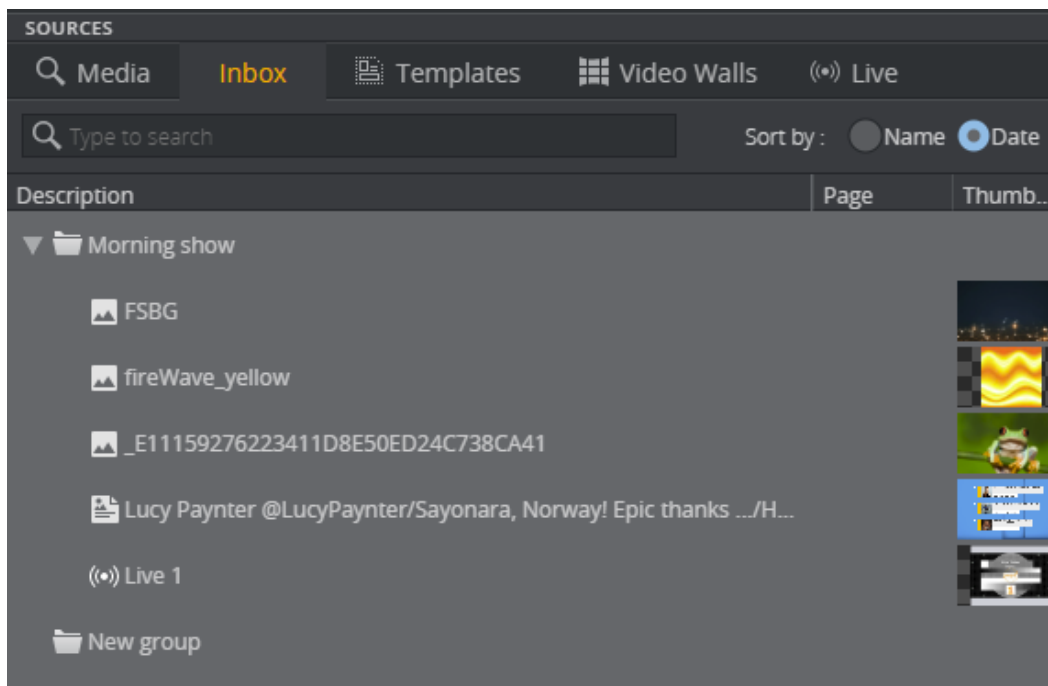 SOURCES
Media Inbox Templates Video Walls Live
Type to search Sort by : Name Date
Description Page Thumb...
Morning show
FSBG
fireWave_yellow
_E11159276223411D8E50ED24C738CA41
Lucy Paynter @LucyPaynter/Sayonara, Norway! Epic thanks .../H...
Live 1
New group